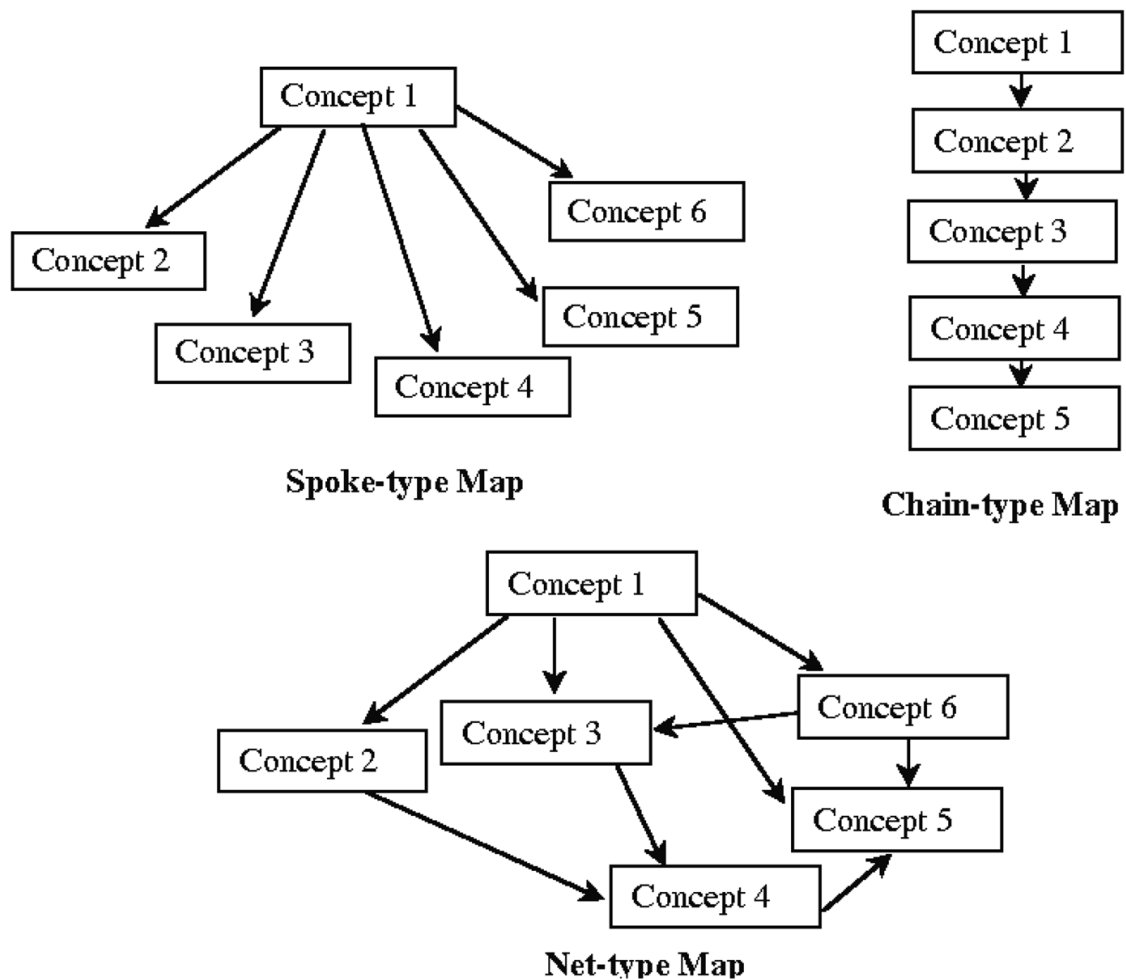 Concept 1
Concept 6
Concept 2
Concept 5
Concept 3
Concept 4
Spoke-type Map
Concept 1
Concept 2
Concept 3
Concept 4
Concept 5
Chain-type Map
Concept 1
Concept 6
Concept 3
Concept 2
Concept 5
Concept 4
Net-type Map